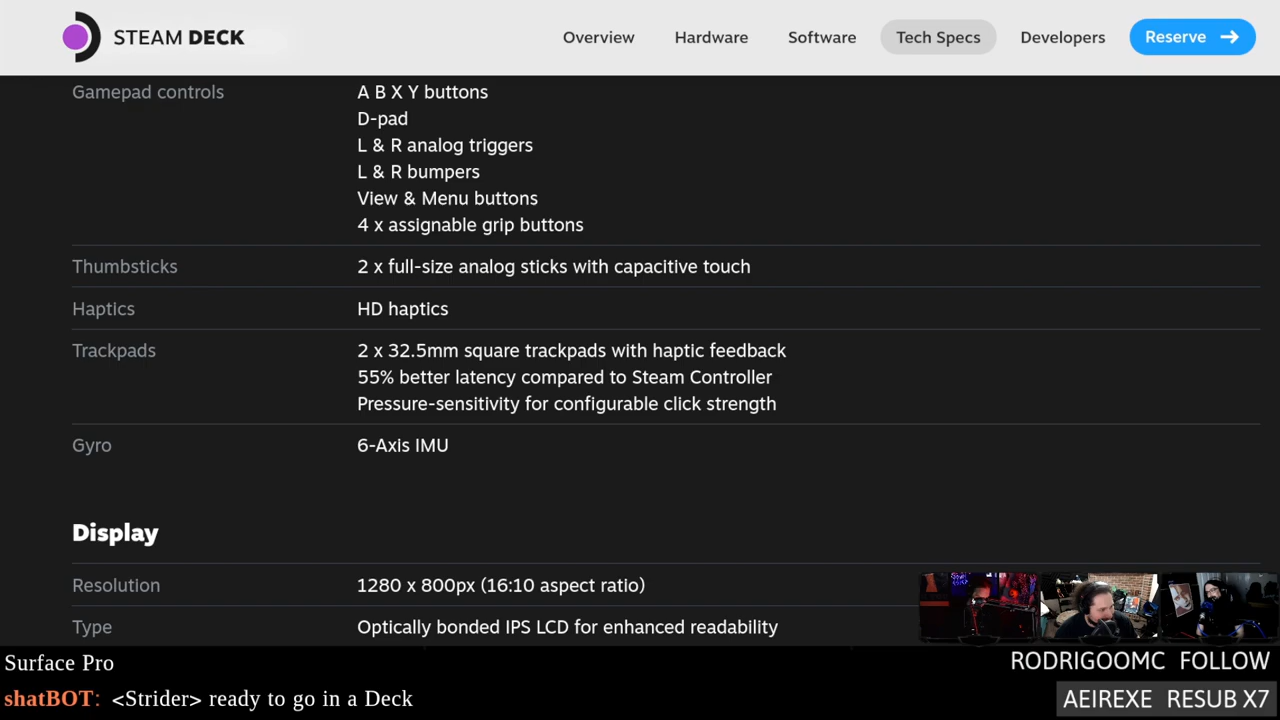 STEAM DECK
Overview
Hardware
Software
Tech Specs
Developers
Reserve →
Gamepad controls
A B X Y buttons
D-pad
L & R analog triggers
L & R bumpers
View & Menu buttons
4 x assignable grip buttons
Thumbsticks
2 x full-size analog sticks with capacitive touch
Haptics
HD haptics
Trackpads
2 x 32.5mm square trackpads with haptic feedback
55% better latency compared to Steam Controller
Pressure-sensitivity for configurable click strength
Gyro
6-Axis IMU
Display
Resolution
1280 x 800px (16:10 aspect ratio)
Type
Optically bonded IPS LCD for enhanced readability
Surface Pro
shatBOT: <Strider> ready to go in a Deck
RODRIGOOMC FOLLOW
AEIREXE RESUB X7